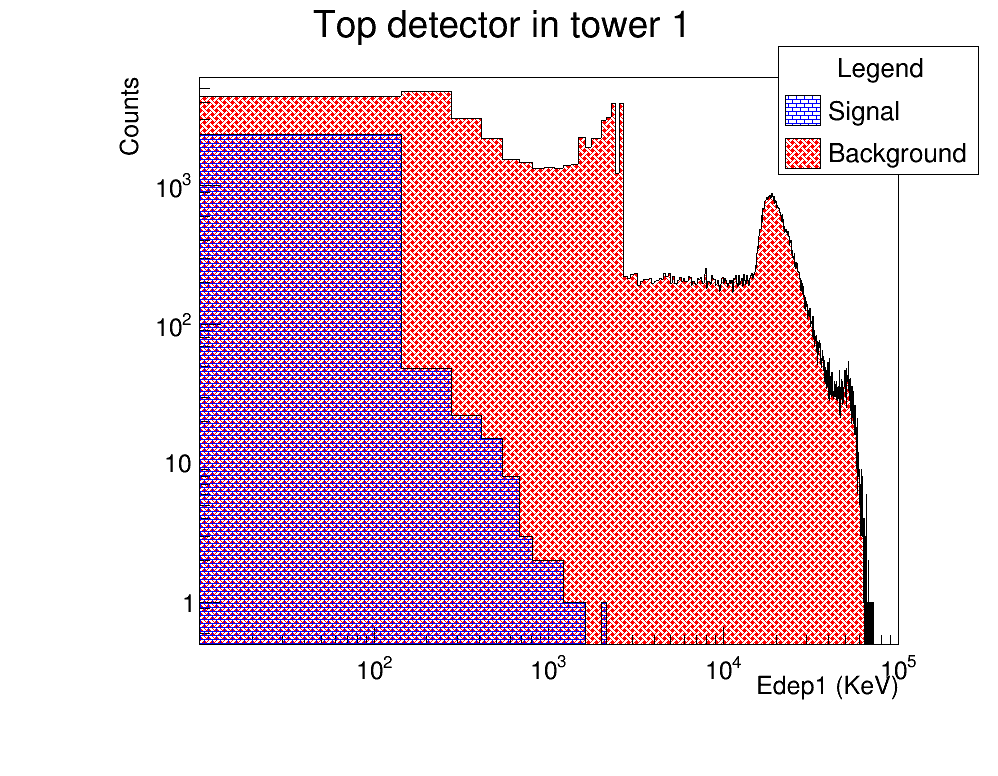 Top detector in tower 1
Counts
Legend
Signal
Background
10³
10²
10
1
10² 10³ 10⁴ 10⁵
Edep1 (KeV)